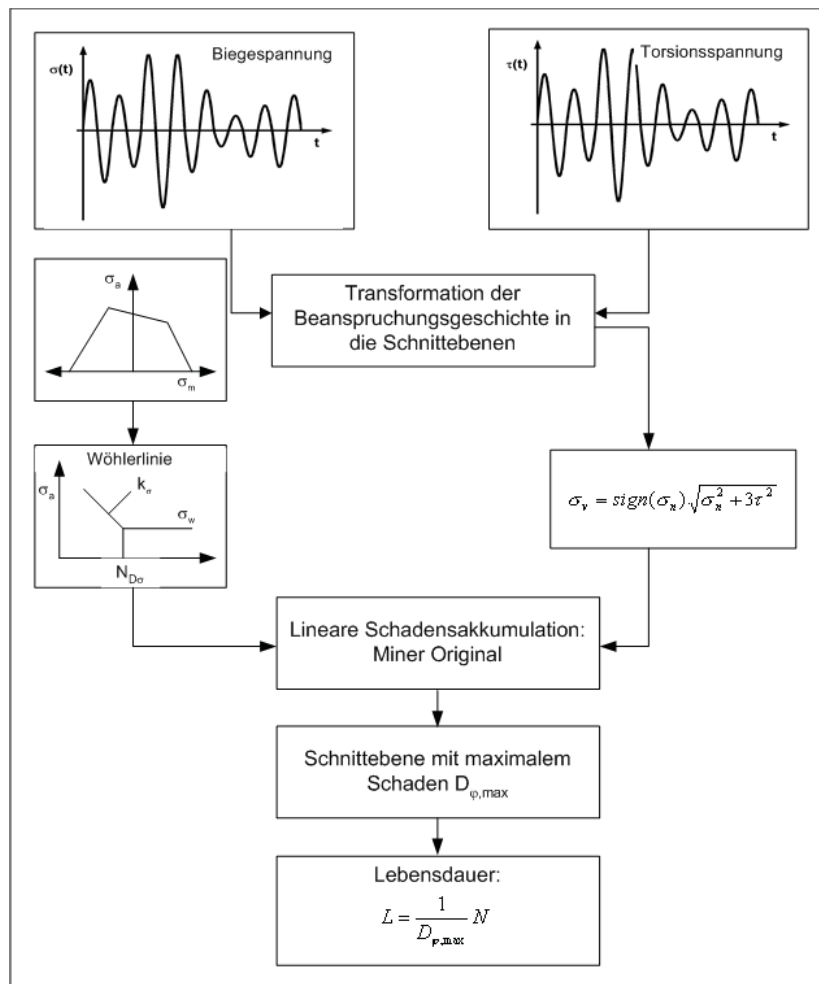 Biegespannung
σ(t)
t
Torsionsspannung
τ(t)
t
σa
σm
Transformation der
Beanspruchungsgeschichte in
die Schnittebenen
Wöhlerlinie
σa
kσ
σw
NDσ
σv = sign(σn).√(σn² + 3τ²)
Lineare Schadensakkumulation:
Miner Original
Schnittebene mit maximalem
Schaden Dφ,max
Lebensdauer:
L = 1/Dφ,max N